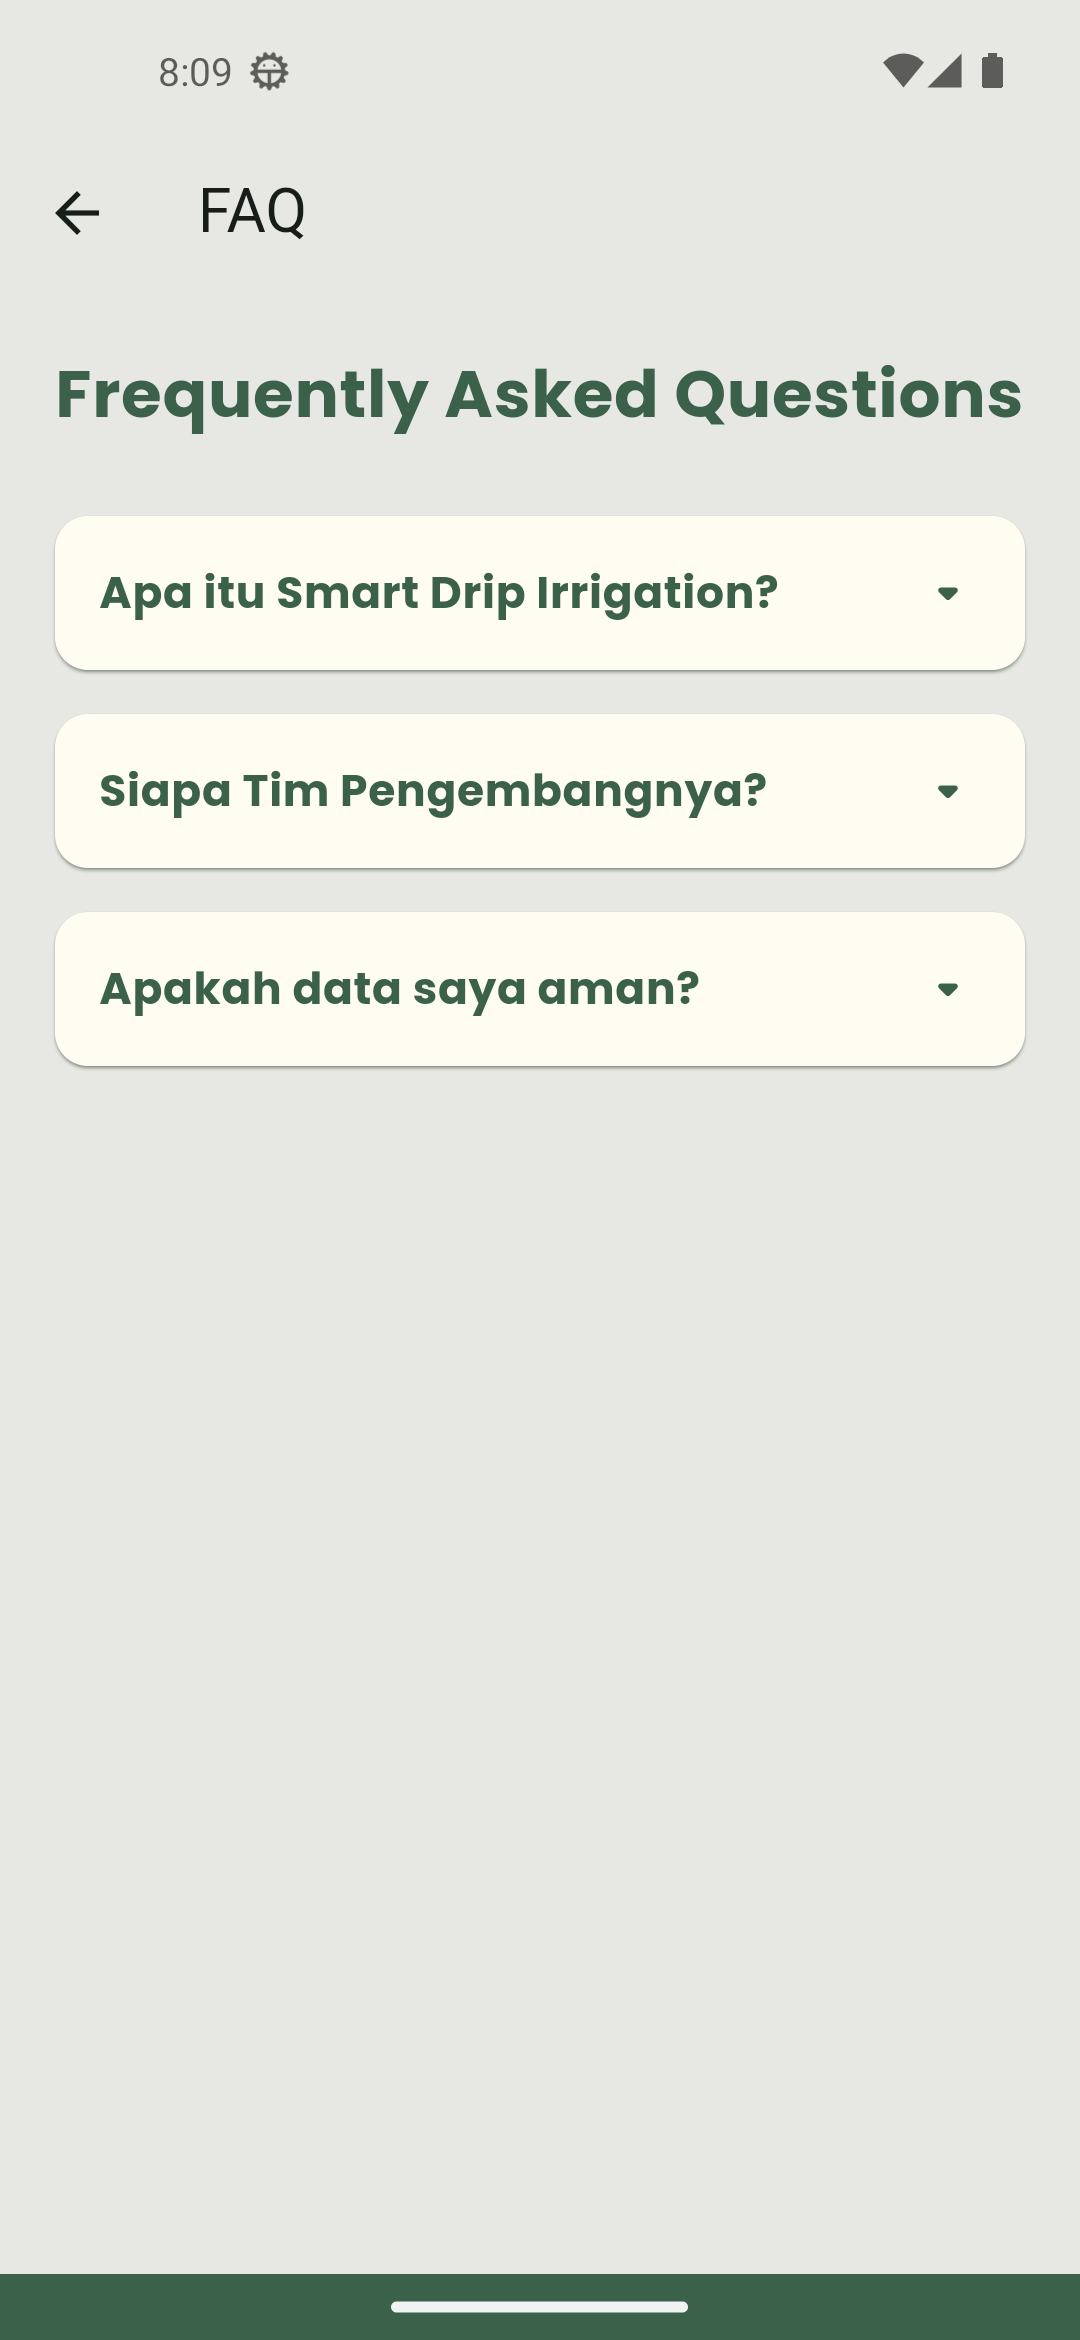 8:09
FAQ
Frequently Asked Questions
Apa itu Smart Drip Irrigation?
Siapa Tim Pengembangnya?
Apakah data saya aman?